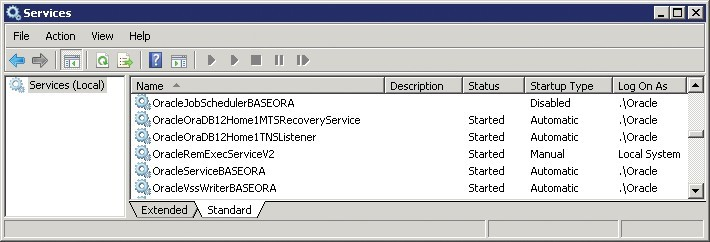 Services
File Action View Help
Services (Local)
Name Description Status Startup Type Log On As
OracleJobSchedulerBASEORA Disabled .\Oracle
OracleOraDB12Home1MTSRecoveryService Started Automatic .\Oracle
OracleOraDB12Home1TNSListener Started Automatic .\Oracle
OracleRemExecServiceV2 Started Manual Local System
OracleServiceBASEORA Started Automatic .\Oracle
OracleVssWriterBASEORA Started Automatic .\Oracle
Extended Standard